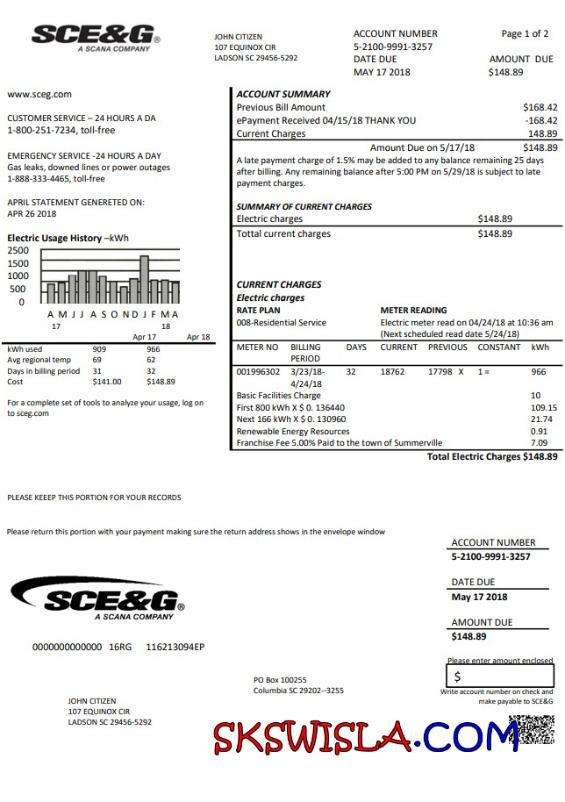 SCE&G®
A SCANA COMPANY
JOHN CITIZEN
107 EQUINOX CIR
LADSON SC 29456-5292
ACCOUNT NUMBER
5-2100-9991-3257
DATE DUE
MAY 17 2018
Page 1 of 2
AMOUNT DUE
$148.89
www.sceg.com
CUSTOMER SERVICE – 24 HOURS A DA
1-800-251-7234, toll-free
EMERGENCY SERVICE -24 HOURS A DAY
Gas leaks, downed lines or power outages
1-888-333-4465, toll-free
APRIL STATEMENT GENERETED ON:
APR 26 2018
Electric Usage History –kWh
2500
1500
1000
500
0
A M J J A S O N D J F M A
17 18
Apr 17 Apr 18
kWh used 909 966
Avg regional temp 69 62
Days in billing period 31 32
Cost $141.00 $148.89
For a complete set of tools to analyze your usage, log on
to sceg.com
ACCOUNT SUMMARY
Previous Bill Amount $168.42
ePayment Received 04/15/18 THANK YOU -168.42
Current Charges 148.89
Amount Due on 5/17/18 $148.89
A late payment charge of 1.5% may be added to any balance remaining 25 days
after billing. Any remaining balance after 5:00 PM on 5/29/18 is subject to late
payment charges.
SUMMARY OF CURRENT CHARGES
Electric charges $148.89
Tottal current charges $148.89
CURRENT CHARGES
Electric charges
RATE PLAN METER READING
008-Residential Service Electric meter read on 04/24/18 at 10:36 am
(Next scheduled read date 5/24/18)
METER NO BILLING PERIOD DAYS CURRENT PREVIOUS CONSTANT kWh
001996302 3/23/18-4/24/18 32 18762 17798 X 1 = 966
Basic Facilities Charge 10
First 800 kWH X $ 0. 136440 109.15
Next 166 kWH X $ 0. 130960 21.74
Renewable Energy Resources 0.91
Franchise Fee 5.00% Paid to the town of Summerville 7.09
Total Electric Charges $148.89
PLEASE KEEEP THIS PORTION FOR YOUR RECORDS
Please return this portion with your payment making sure the return address shows in the envelope window
ACCOUNT NUMBER
5-2100-9991-3257
DATE DUE
May 17 2018
AMOUNT DUE
$148.89
Please enter amount enclosed
$
Write account number on check and
make payable to SCE&G
SCE&G®
A SCANA COMPANY
0000000000000 16RG 116213094EP
PO Box 100255
Columbia SC 29202--3255
JOHN CITIZEN
107 EQUINOX CIR
LADSON SC 29456-5292
SKSWISLA.COM